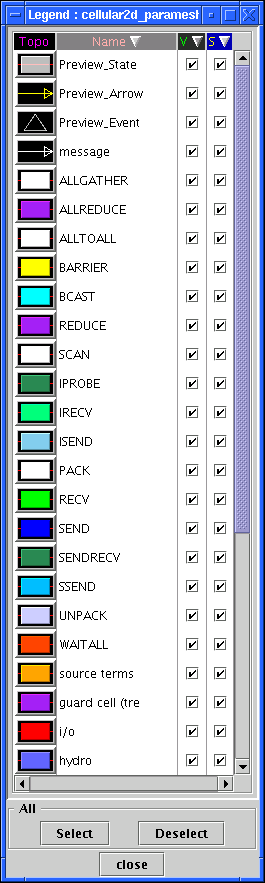 Legend : cellular2d_paramesh
Topo Name V S
Preview_State
Preview_Arrow
Preview_Event
message
ALLGATHER
ALLREDUCE
ALLTOALL
BARRIER
BCAST
REDUCE
SCAN
IPROBE
IRECV
ISEND
PACK
RECV
SEND
SENDRECV
SSEND
UNPACK
WAITALL
source terms
guard cell (tre
i/o
hydro
All
Select Deselect
close